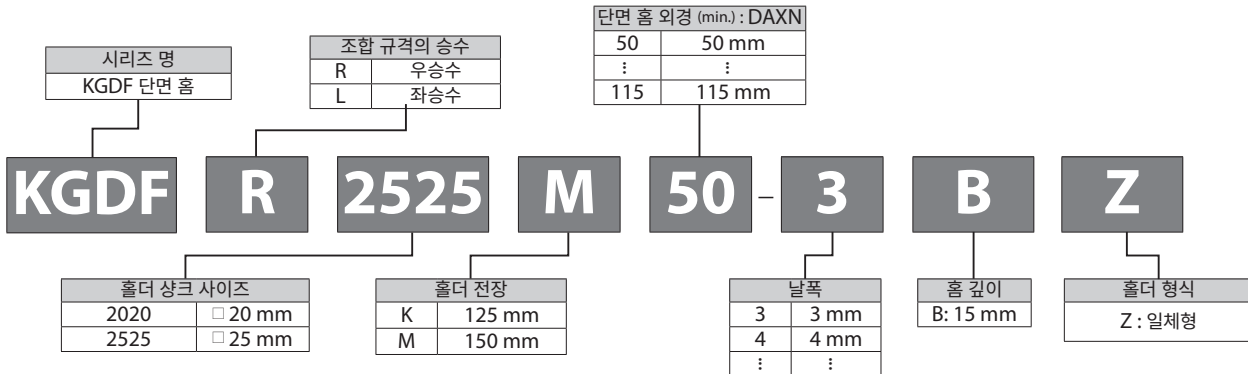 단면 홈 외경 (min.) : DAXN
50 50 mm
⋮ ⋮
115 115 mm
시리즈 명
KGDF 단면 홈
조합 규격의 승수
R 우승수
L 좌승수
KGDF R 2525 M 50 – 3 B Z
홀더 샹크 사이즈
2020 □ 20 mm
2525 □ 25 mm
홀더 전장
K 125 mm
M 150 mm
날폭
3 3 mm
4 4 mm
⋮ ⋮
홈 깊이
B: 15 mm
홀더 형식
Z : 일체형